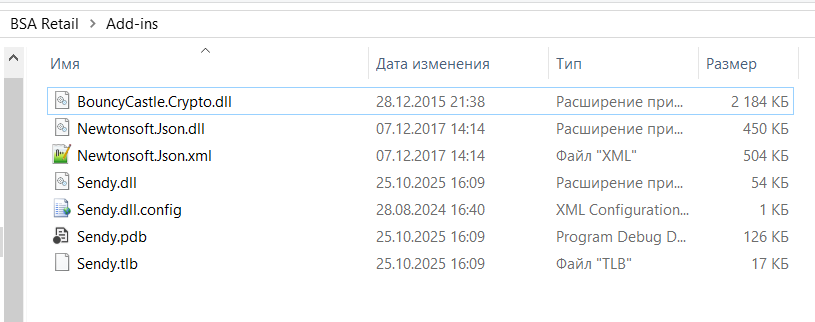 BSA Retail > Add-ins
Имя Дата изменения Тип Размер
BouncyCastle.Crypto.dll 28.12.2015 21:38 Расширение при... 2 184 КБ
Newtonsoft.Json.dll 07.12.2017 14:14 Расширение при... 450 КБ
Newtonsoft.Json.xml 07.12.2017 14:14 Файл "XML" 504 КБ
Sendy.dll 25.10.2025 16:09 Расширение при... 54 КБ
Sendy.dll.config 28.08.2024 16:40 XML Configuration... 1 КБ
Sendy.pdb 25.10.2025 16:09 Program Debug D... 126 КБ
Sendy.tlb 25.10.2025 16:09 Файл "TLB" 17 КБ